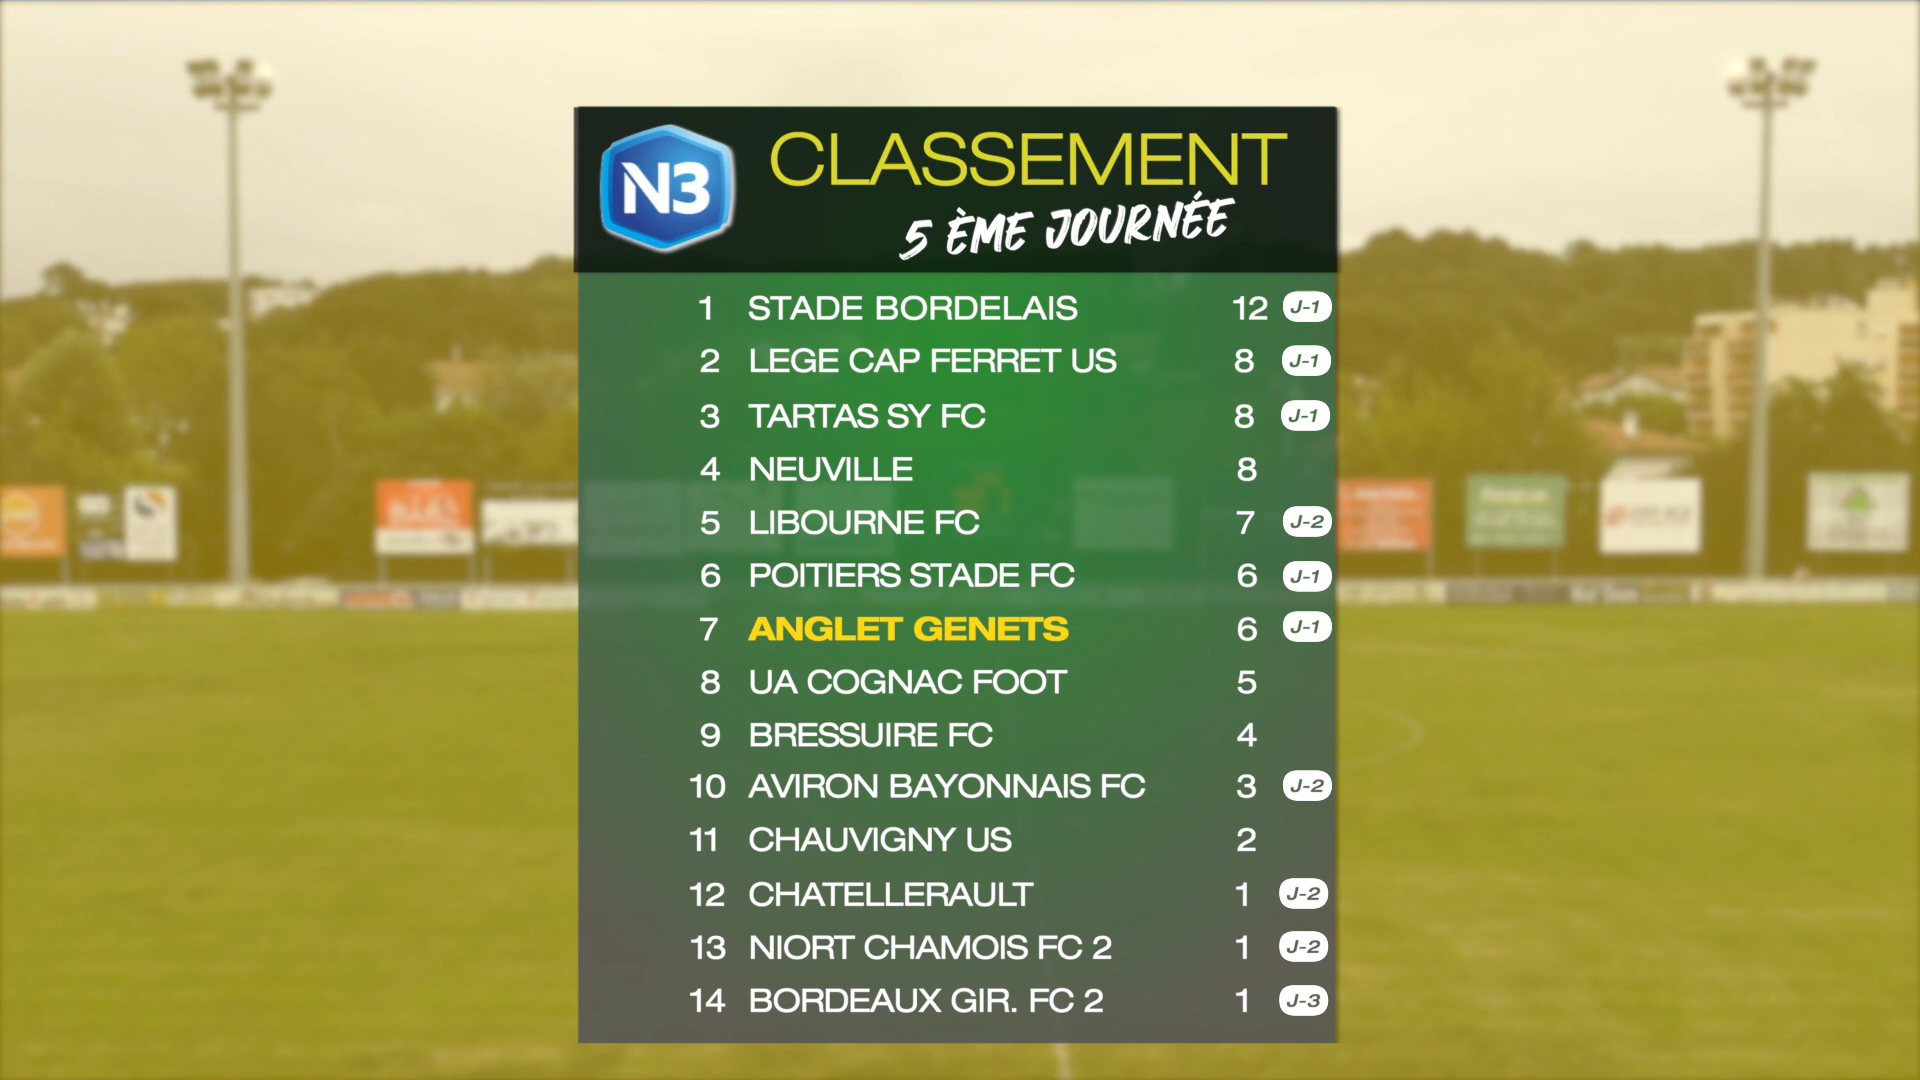 N3
CLASSEMENT
5 ÈME JOURNÉE
1 STADE BORDELAIS 12 J-1
2 LEGE CAP FERRET US 8 J-1
3 TARTAS SY FC 8 J-1
4 NEUVILLE 8
5 LIBOURNE FC 7 J-2
6 POITIERS STADE FC 6 J-1
7 ANGLET GENETS 6 J-1
8 UA COGNAC FOOT 5
9 BRESSUIRE FC 4
10 AVIRON BAYONNAIS FC 3 J-2
11 CHAUVIGNY US 2
12 CHATELLERAULT 1 J-2
13 NIORT CHAMOIS FC 2 1 J-2
14 BORDEAUX GIR. FC 2 1 J-3